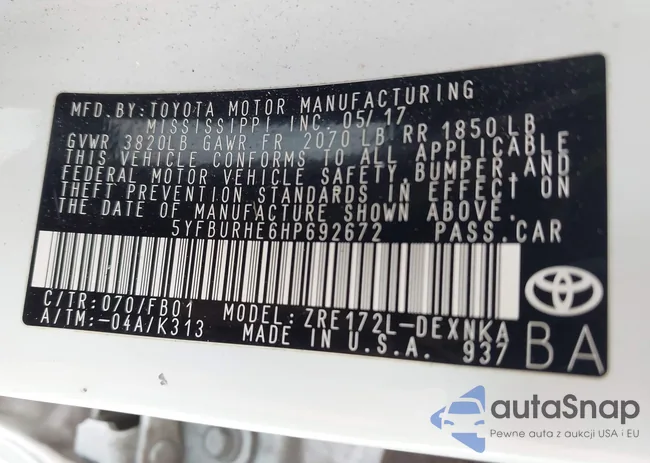 MFD.BY:TOYOTA MOTOR MANUFACTURING
MISSISSIPPI INC. 05/17
GVWR 3820LB GAWR FR 2070 LB RR 1850LB
THIS VEHICLE CONFORMS TO ALL APPLICABLE
FEDERAL MOTOR VEHICLE SAFETY,BUMPER,AND
THEFT PREVENTION STANDARDS IN EFFECT ON
THE DATE OF MANUFACTURE SHOWN ABOVE.
5YFBURHE6HP692672 PASS.CAR
C/TR:070/FB01 MODEL:ZRE172L-DEXNKA
A/TM:-04A/K313 MADE IN U.S.A. 937
BA
autaSnap
Pewne auta z aukcji USA i EU